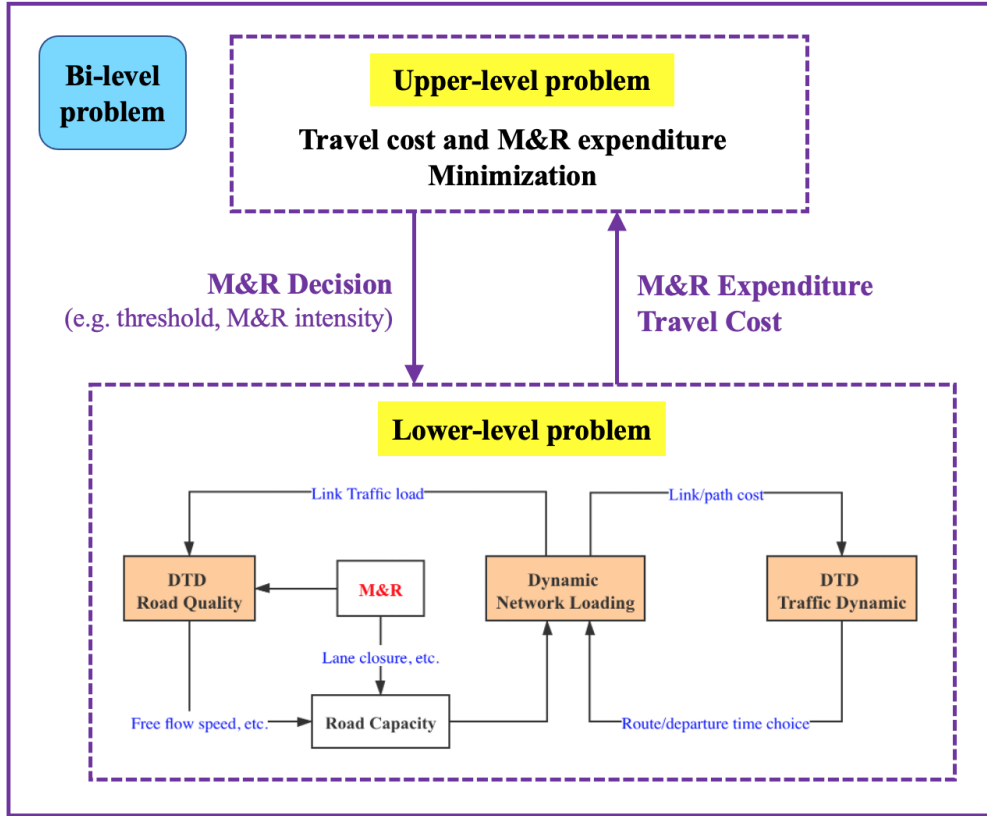 Bi-level
problem
Upper-level problem
Travel cost and M&R expenditure
Minimization
M&R Decision
(e.g. threshold, M&R intensity)
M&R Expenditure
Travel Cost
Lower-level problem
Link Traffic load
Link/path cost
DTD
Road Quality
M&R
Dynamic
Network Loading
DTD
Traffic Dynamic
Lane closure, etc.
Free flow speed, etc.
Road Capacity
Route/departure time choice